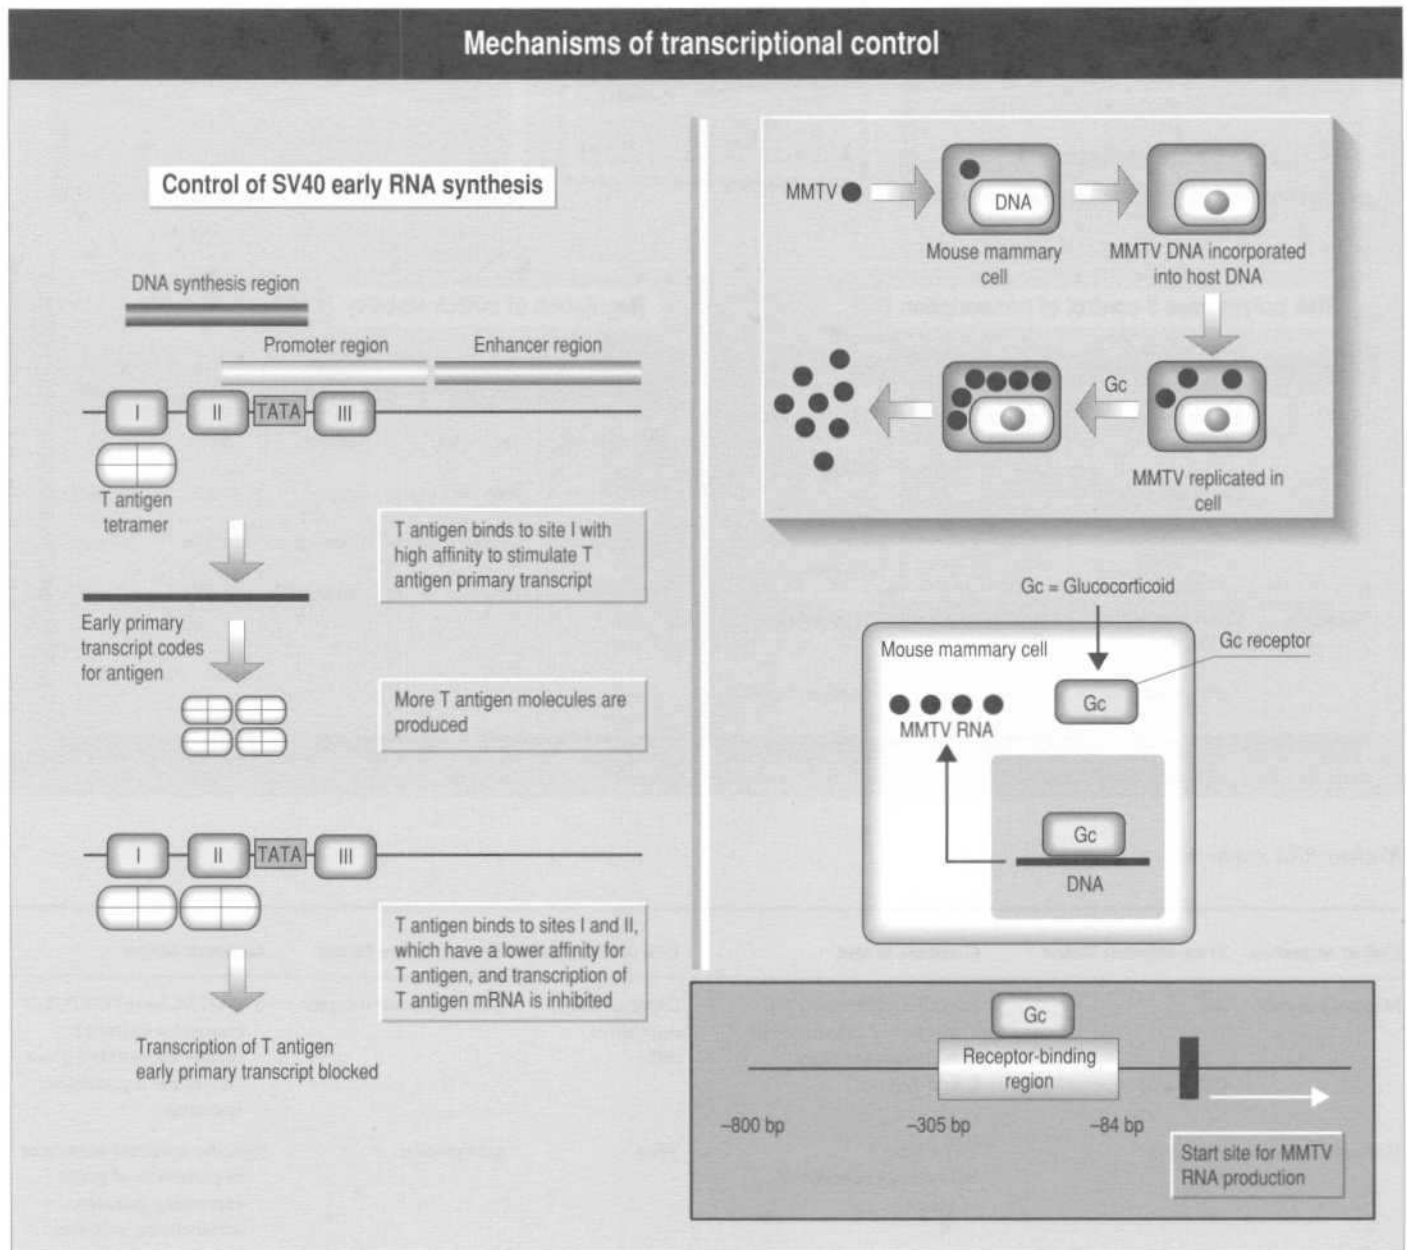 Mechanisms of transcriptional control
Control of SV40 early RNA synthesis
DNA synthesis region
Promoter region
Enhancer region
I
II
TATA
III
T antigen
tetramer
T antigen binds to site I with
high affinity to stimulate T
antigen primary transcript
Early primary
transcript codes
for antigen
More T antigen molecules are
produced
I
II
TATA
III
T antigen binds to sites I and II,
which have a lower affinity for
T antigen, and transcription of
T antigen mRNA is inhibited
Transcription of T antigen
early primary transcript blocked
MMTV
DNA
Mouse mammary
cell
MMTV DNA incorporated
into host DNA
Gc
MMTV replicated in
cell
Gc = Glucocorticoid
Mouse mammary cell
Gc receptor
Gc
MMTV RNA
Gc
DNA
Gc
Receptor-binding
region
–800 bp
–305 bp
–84 bp
Start site for MMTV
RNA production